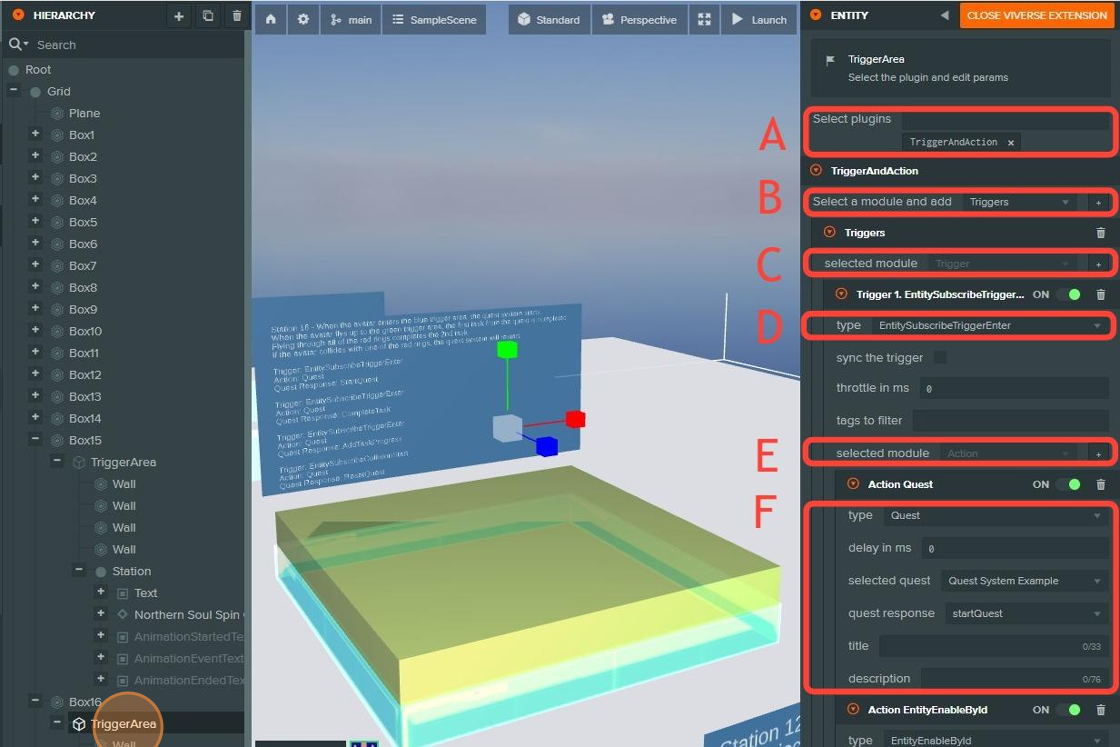 HIERARCHY
Search
Root
Grid
Plane
Box1
Box2
Box3
Box4
Box5
Box6
Box7
Box8
Box9
Box10
Box11
Box12
Box13
Box14
Box15
TriggerArea
Wall
Wall
Wall
Wall
Station
Text
Northern Soul Spin
AnimationStartedTe
AnimationEventText
AnimationEndedTex
Box16
TriggerArea
Wall
main
SampleScene
Standard
Perspective
Launch
Station 16 - When the avatar enters the blue trigger area, the quest system starts.
When the avatar flys up to the green trigger area, the first task from the quest is completed.
Flying through all of the red rings completes the 2nd task.
If the avatar collides with one of the red rings, the quest system will
Trigger: EntitySubscribeTriggerEnter
Action: Quest
Quest Response: StartQuest
Trigger: EntitySubscribeTriggerEnter
Action: Quest
Quest Response: CompleteTask
Trigger: EntitySubscribeTriggerEnter
Action: Quest
Quest Response: AddTaskProgress
Trigger: EntitySubscribeCollisionStart
Action: Quest
Quest Response: ResetQuest
Station 12
A
B
C
D
E
F
ENTITY
CLOSE VIVERSE EXTENSION
TriggerArea
Select the plugin and edit params
Select plugins
TriggerAndAction x
TriggerAndAction
Select a module and add Triggers +
Triggers
selected module Trigger +
Trigger 1. EntitySubscribeTrigger... ON
type EntitySubscribeTriggerEnter
sync the trigger
throttle in ms 0
tags to filter
selected module Action +
Action Quest ON
type Quest
delay in ms 0
selected quest Quest System Example
quest response startQuest
title 0/33
description 0/76
Action EntityEnableById ON
type EntityEnableById